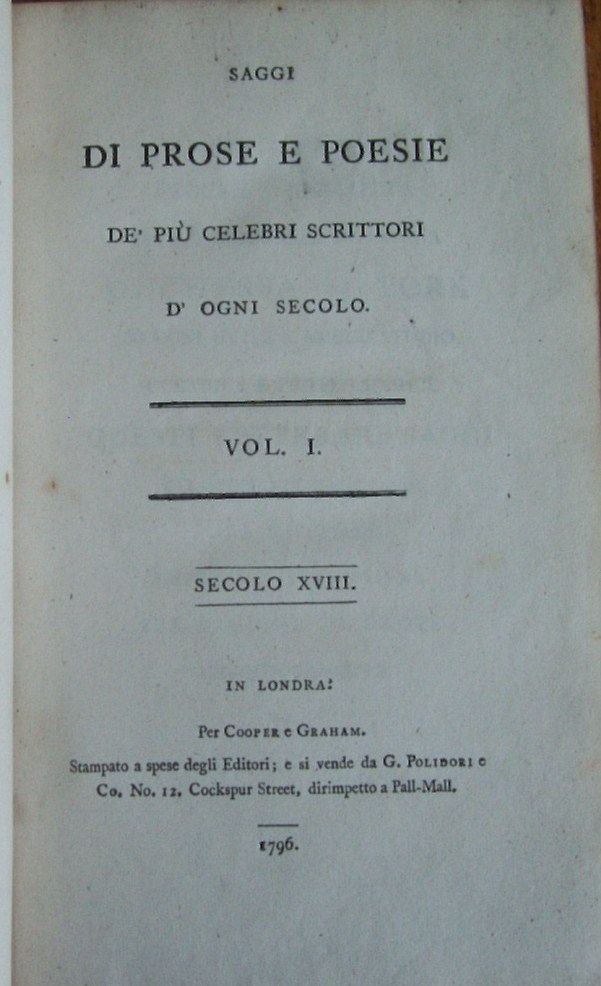 SAGGI
DI PROSE E POESIE
DE' PIÙ CELEBRI SCRITTORI
D' OGNI SECOLO.
VOL. I.
SECOLO XVIII.
IN LONDRA:
Per COOPER e GRAHAM.
Stampato a spese degli Editori; e si vende da G. POLIDORI e
Co. No. 12. Cockspur Street, dirimpetto a Pall-Mall.
1796.